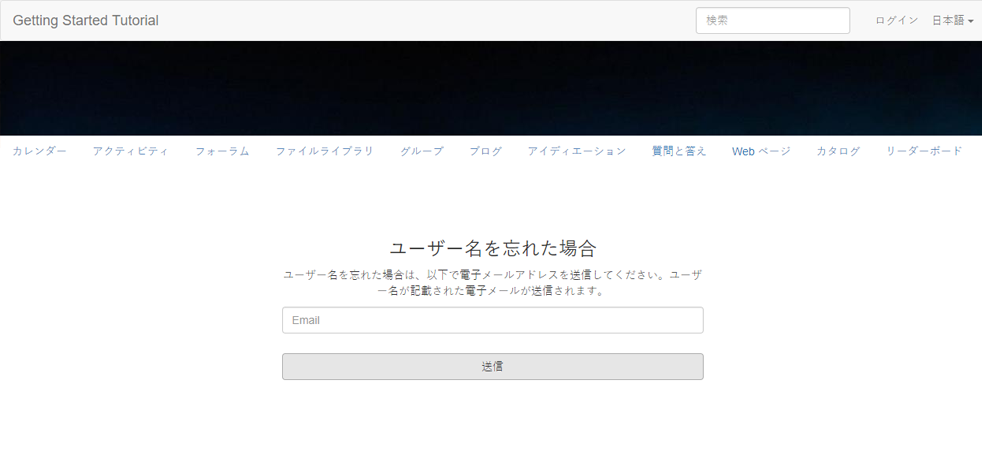 Getting Started Tutorial 検索 ログイン 日本語
カレンダー アクティビティ フォーラム ファイルライブラリ グループ ブログ アイディエーション 質問と答え Web ページ カタログ リーダーボード
ユーザー名を忘れた場合
ユーザー名を忘れた場合は、以下で電子メールアドレスを送信してください。ユーザ
ー名が記載された電子メールが送信されます。
Email
送信